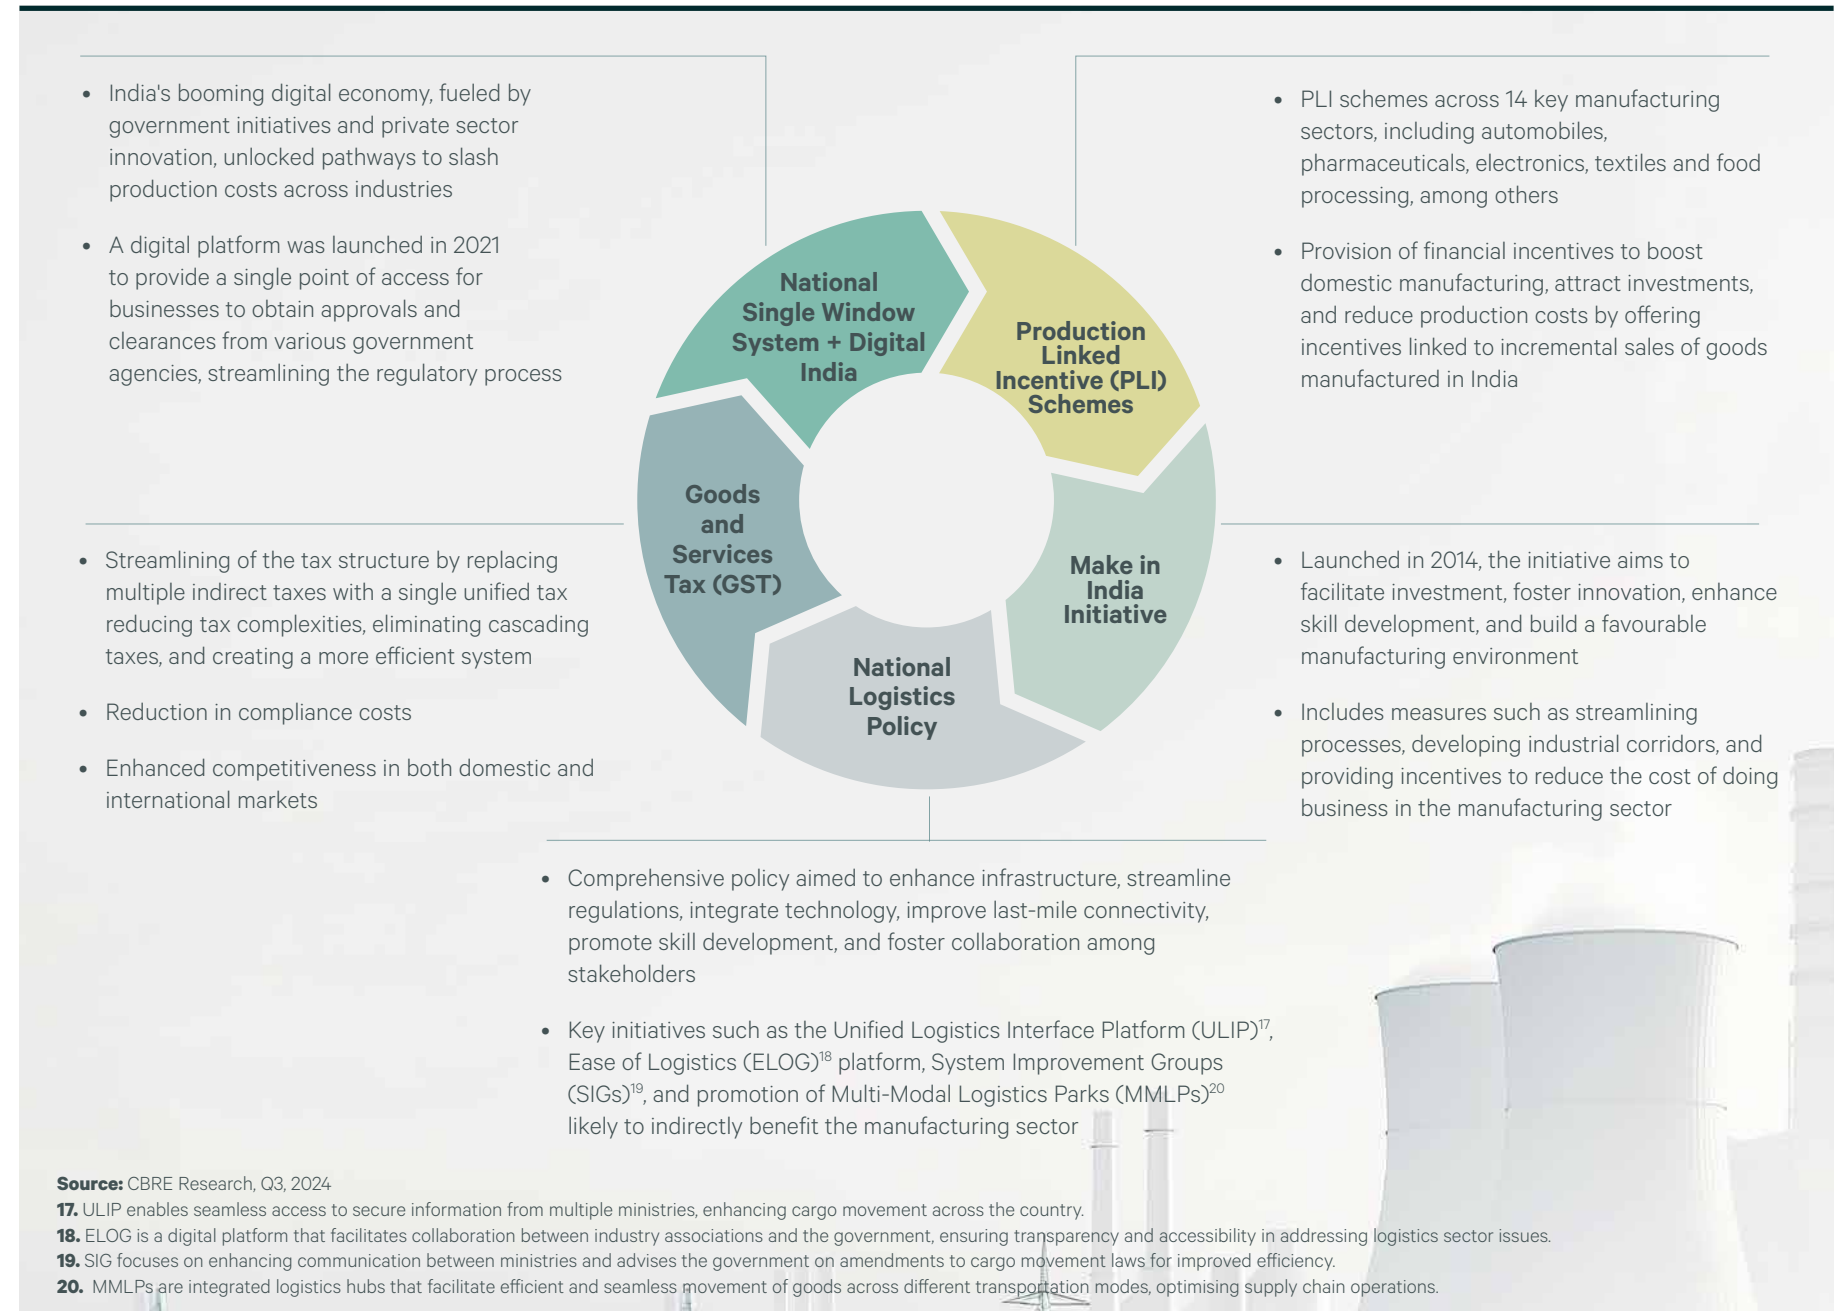 • India's booming digital economy, fueled by
government initiatives and private sector
innovation, unlocked pathways to slash
production costs across industries
• A digital platform was launched in 2021
to provide a single point of access for
businesses to obtain approvals and
clearances from various government
agencies, streamlining the regulatory process
• PLI schemes across 14 key manufacturing
sectors, including automobiles,
pharmaceuticals, electronics, textiles and food
processing, among others
• Provision of financial incentives to boost
domestic manufacturing, attract investments,
and reduce production costs by offering
incentives linked to incremental sales of goods
manufactured in India
National
Single Window
System + Digital
India
Production
Linked
Incentive (PLI)
Schemes
Goods
and
Services
Tax (GST)
Make in
India
Initiative
National
Logistics
Policy
• Streamlining of the tax structure by replacing
multiple indirect taxes with a single unified tax
reducing tax complexities, eliminating cascading
taxes, and creating a more efficient system
• Reduction in compliance costs
• Enhanced competitiveness in both domestic and
international markets
• Launched in 2014, the initiative aims to
facilitate investment, foster innovation, enhance
skill development, and build a favourable
manufacturing environment
• Includes measures such as streamlining
processes, developing industrial corridors, and
providing incentives to reduce the cost of doing
business in the manufacturing sector
• Comprehensive policy aimed to enhance infrastructure, streamline
regulations, integrate technology, improve last-mile connectivity,
promote skill development, and foster collaboration among
stakeholders
• Key initiatives such as the Unified Logistics Interface Platform (ULIP)17,
Ease of Logistics (ELOG)18 platform, System Improvement Groups
(SIGs)19, and promotion of Multi-Modal Logistics Parks (MMLPs)20
likely to indirectly benefit the manufacturing sector
Source: CBRE Research, Q3, 2024
17. ULIP enables seamless access to secure information from multiple ministries, enhancing cargo movement across the country.
18. ELOG is a digital platform that facilitates collaboration between industry associations and the government, ensuring transparency and accessibility in addressing logistics sector issues.
19. SIG focuses on enhancing communication between ministries and advises the government on amendments to cargo movement laws for improved efficiency.
20. MMLPs are integrated logistics hubs that facilitate efficient and seamless movement of goods across different transportation modes, optimising supply chain operations.